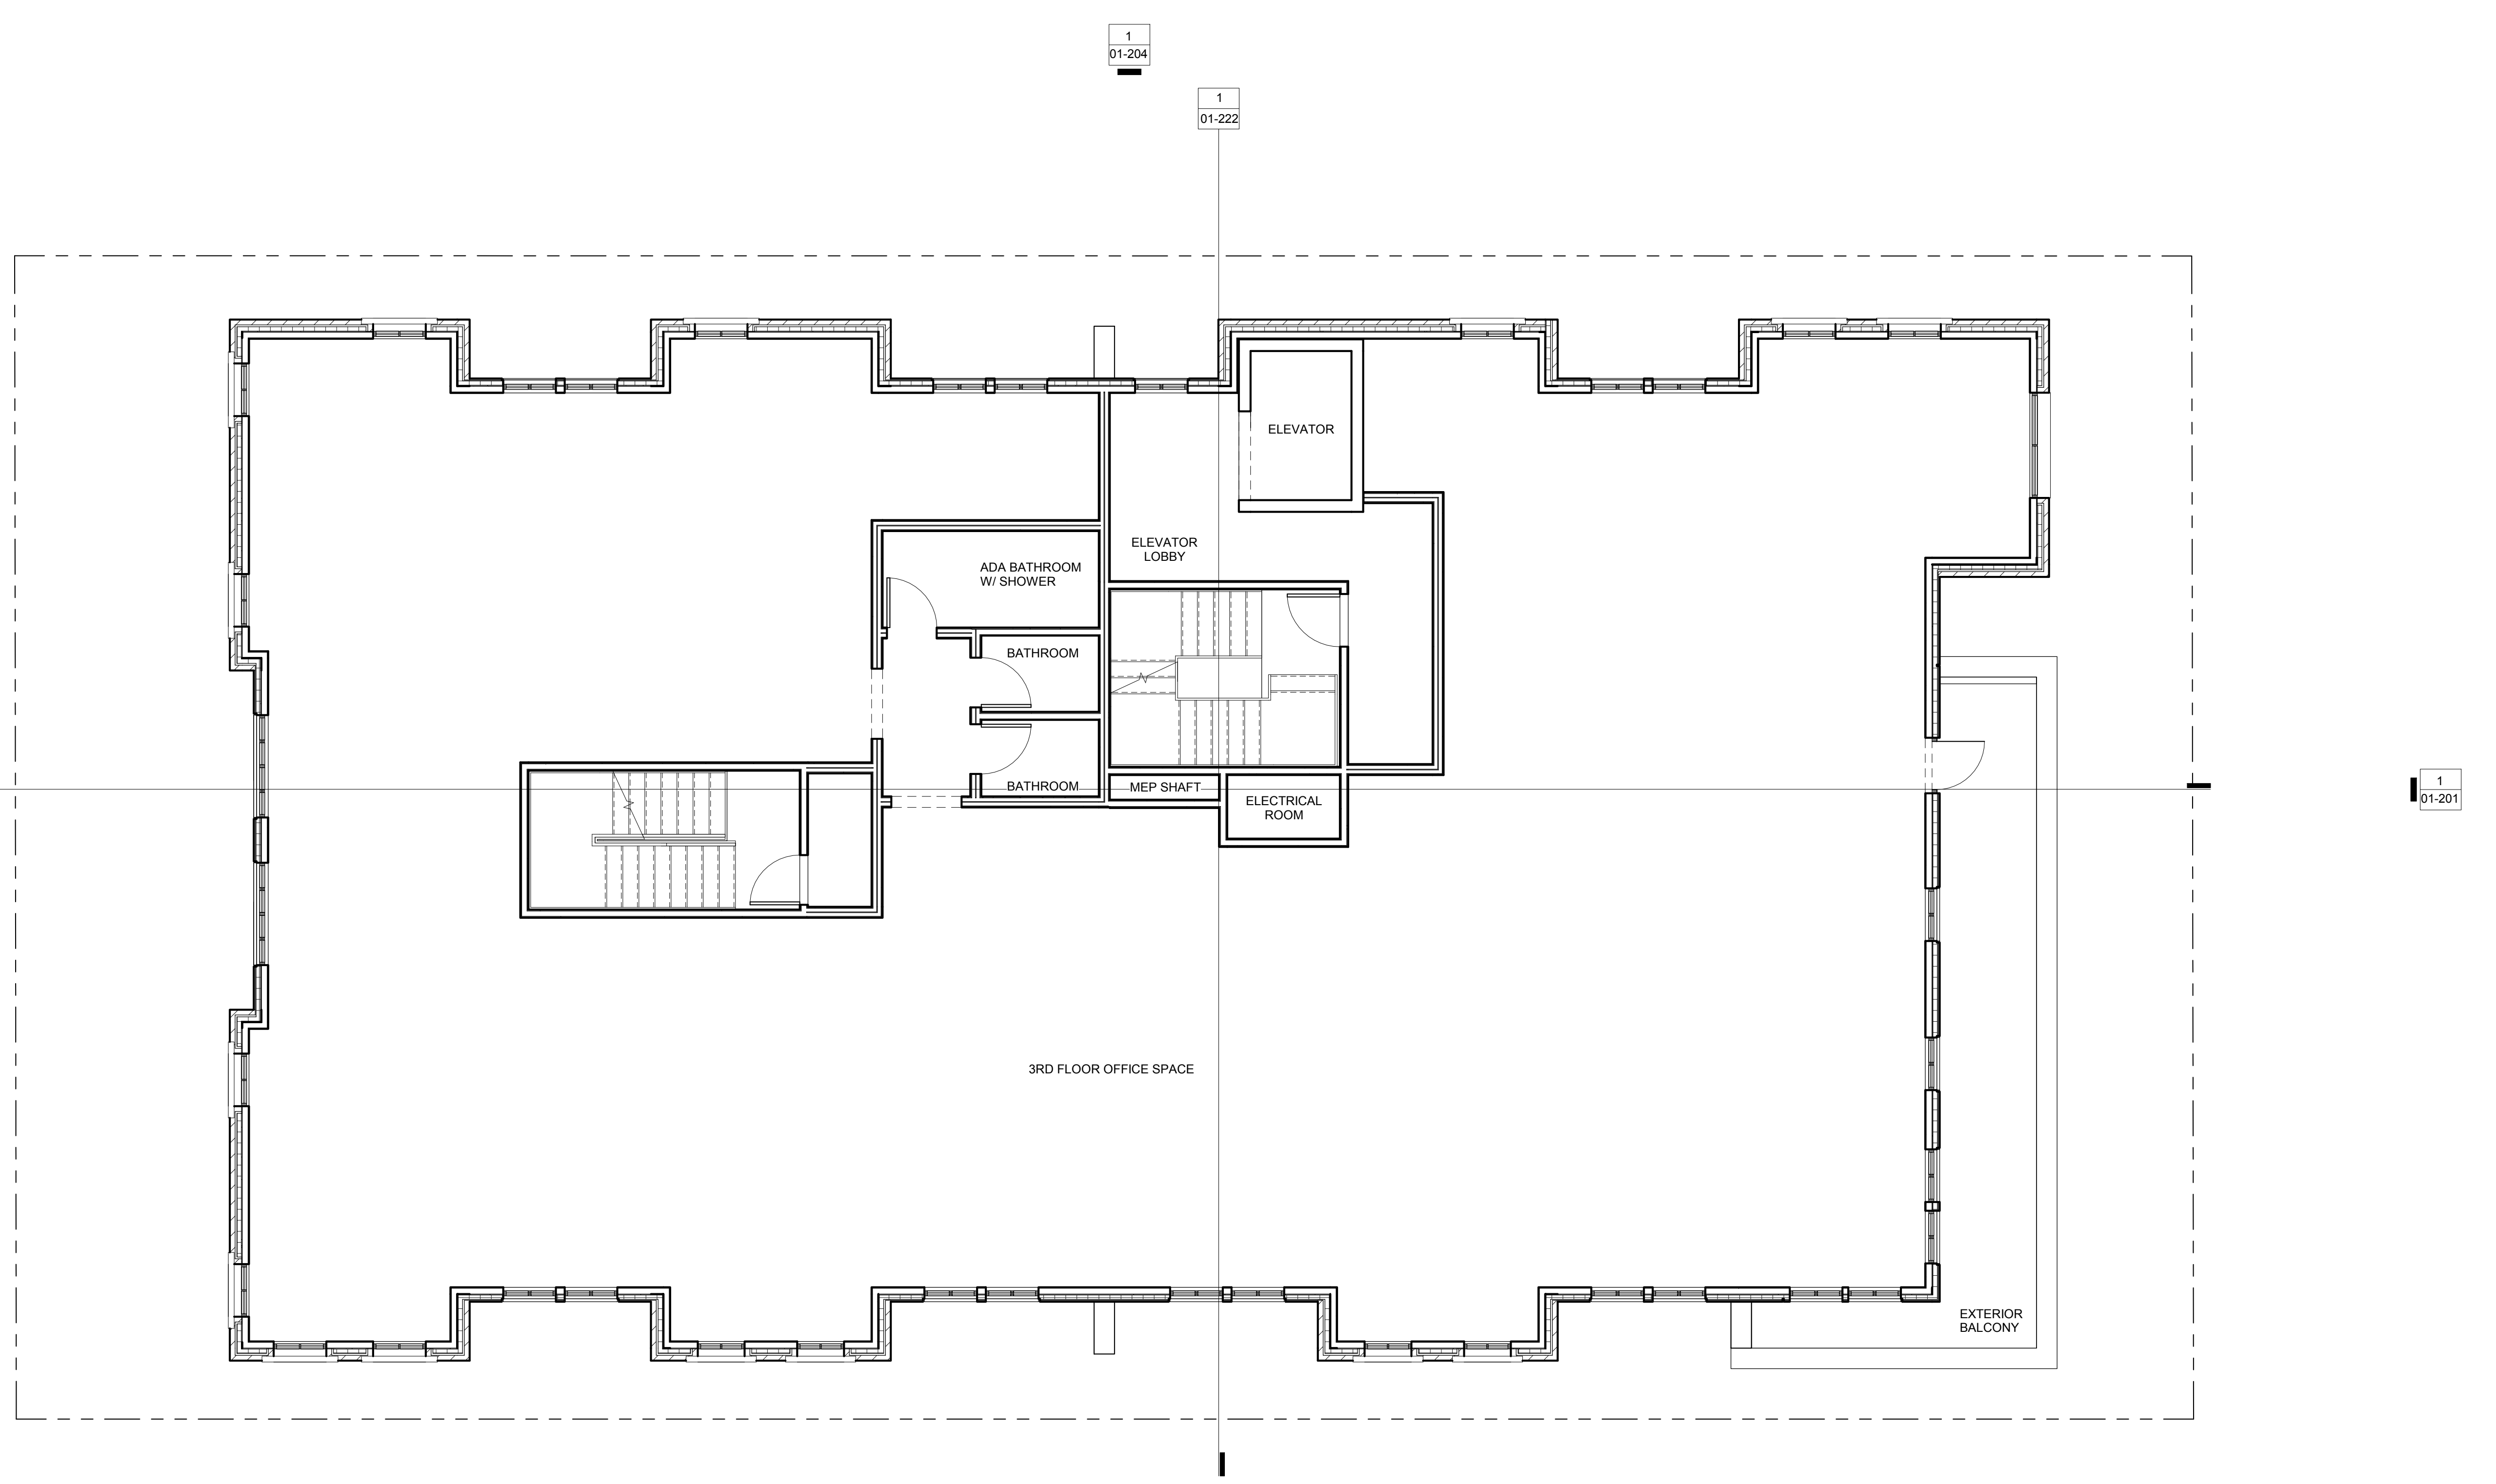 1
01-204
1
01-222
ELEVATOR
ELEVATOR
LOBBY
ADA BATHROOM
W/ SHOWER
BATHROOM
BATHROOM
MEP SHAFT
ELECTRICAL
ROOM
1
01-201
3RD FLOOR OFFICE SPACE
EXTERIOR
BALCONY